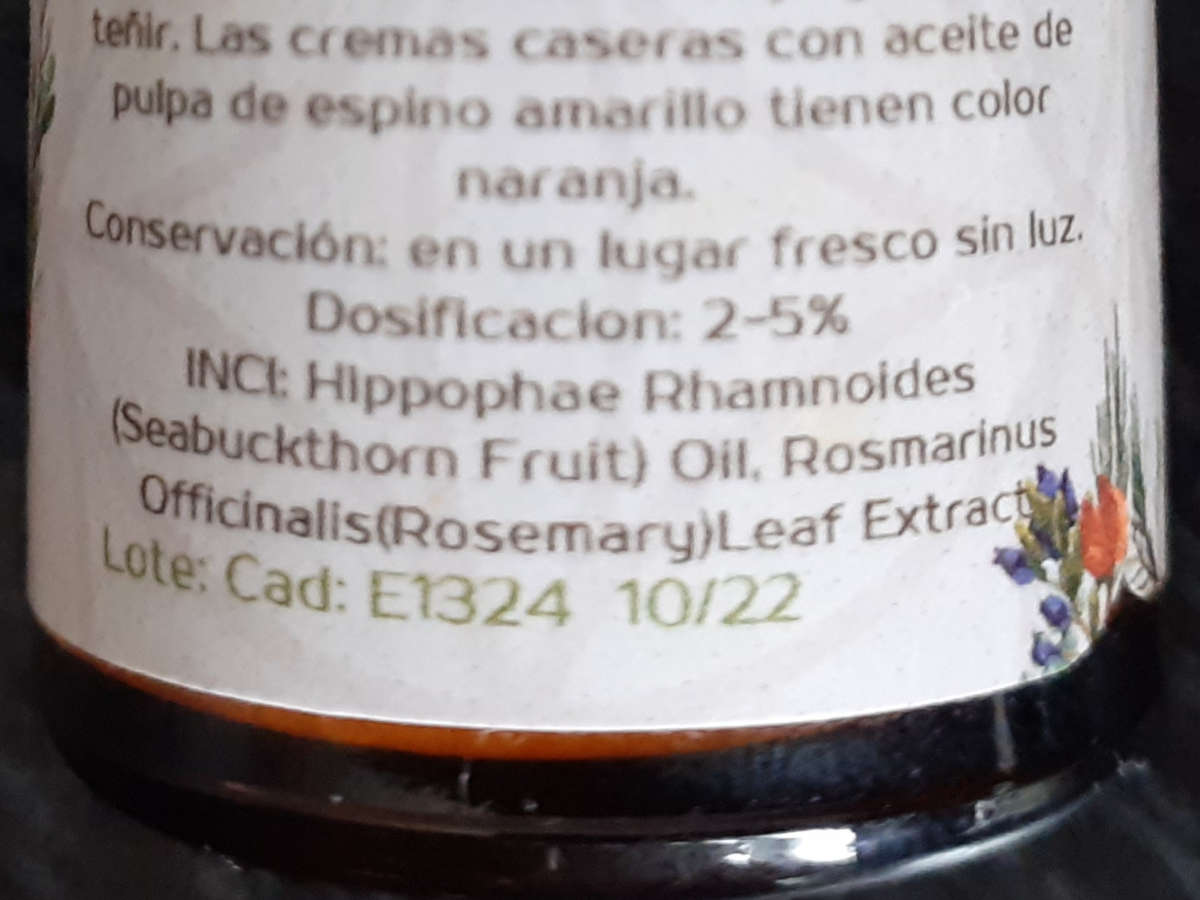 teñir. Las cremas caseras con aceite de
pulpa de espino amarillo tienen color
naranja.
Conservación: en un lugar fresco sin luz.
Dosificacion: 2-5%
INCI: Hippophae Rhamnoides
(Seabuckthorn Fruit) Oil, Rosmarinus
Officinalis(Rosemary)Leaf Extract
Lote: Cad: E1324 10/22